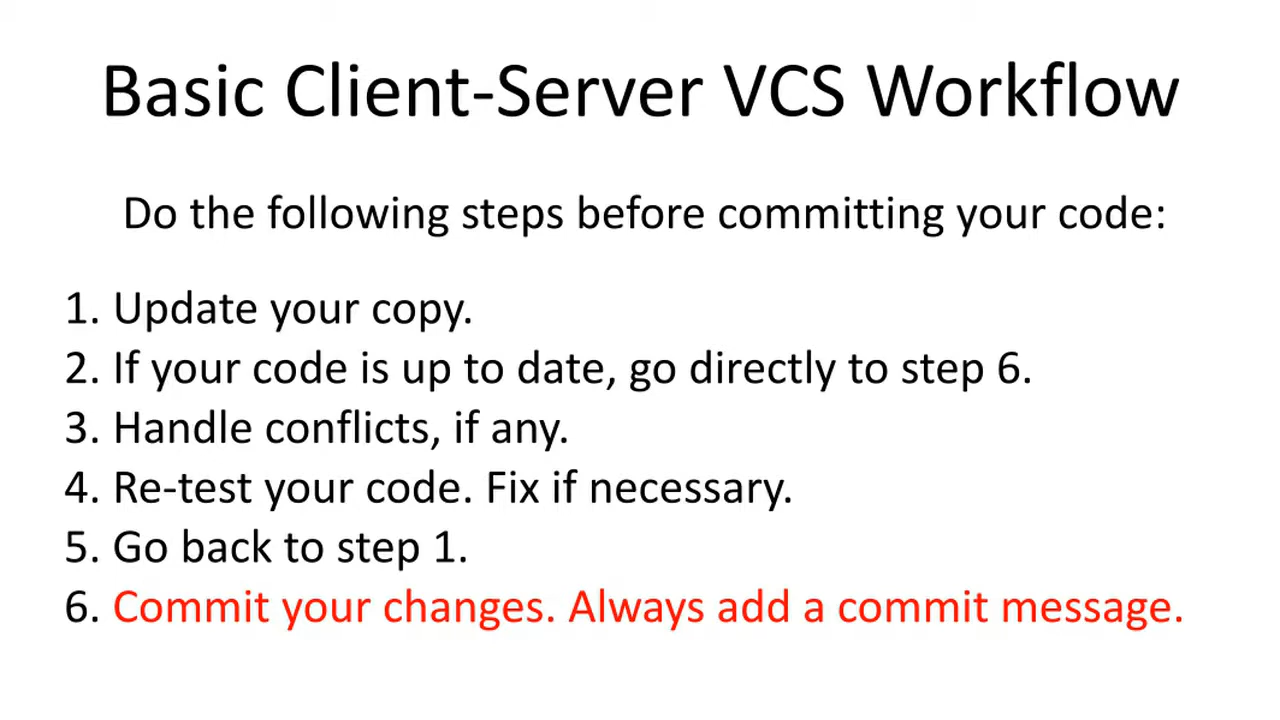 Basic Client-Server VCS Workflow
Do the following steps before committing your code:
1. Update your copy.
2. If your code is up to date, go directly to step 6.
3. Handle conflicts, if any.
4. Re-test your code. Fix if necessary.
5. Go back to step 1.
6. Commit your changes. Always add a commit message.